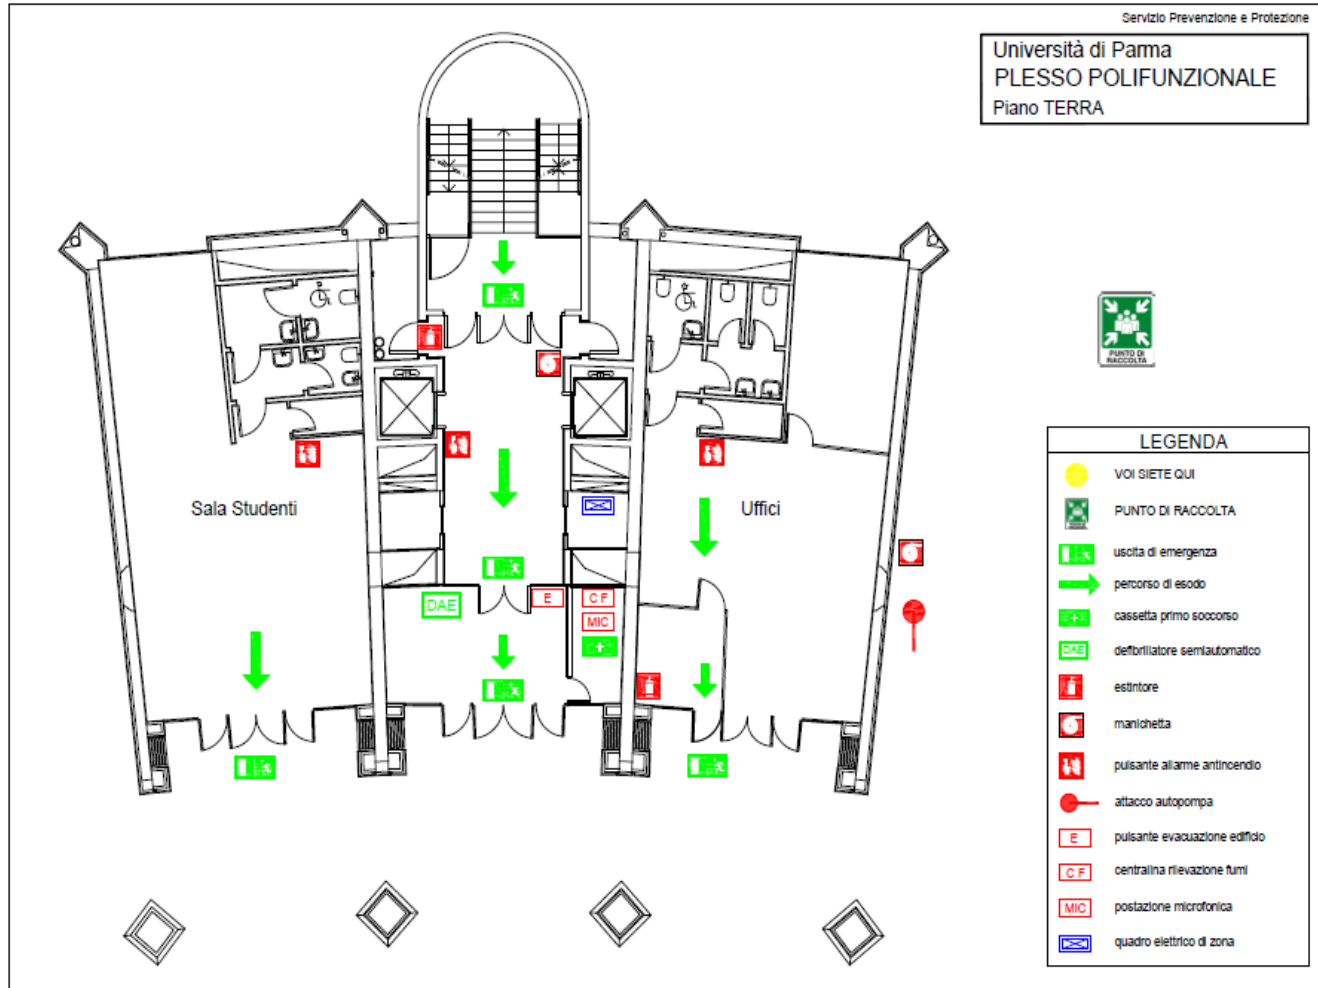 Servizio Prevenzione e Protezione
Università di Parma
PLESSO POLIFUNZIONALE
Piano TERRA
PUNTO DI
RACCOLTA
Sala Studenti
Uffici
DAE
E
C F
MIC
LEGENDA
VOI SIETE QUI
PUNTO DI RACCOLTA
uscita di emergenza
percorso di esodo
cassetta primo soccorso
DAE
defibrillatore semiautomatico
estintore
manichetta
pulsante allarme antincendio
attacco autopompa
E
pulsante evacuazione edificio
C F
centralina rilevazione fumi
MIC
postazione microfonica
quadro elettrico di zona